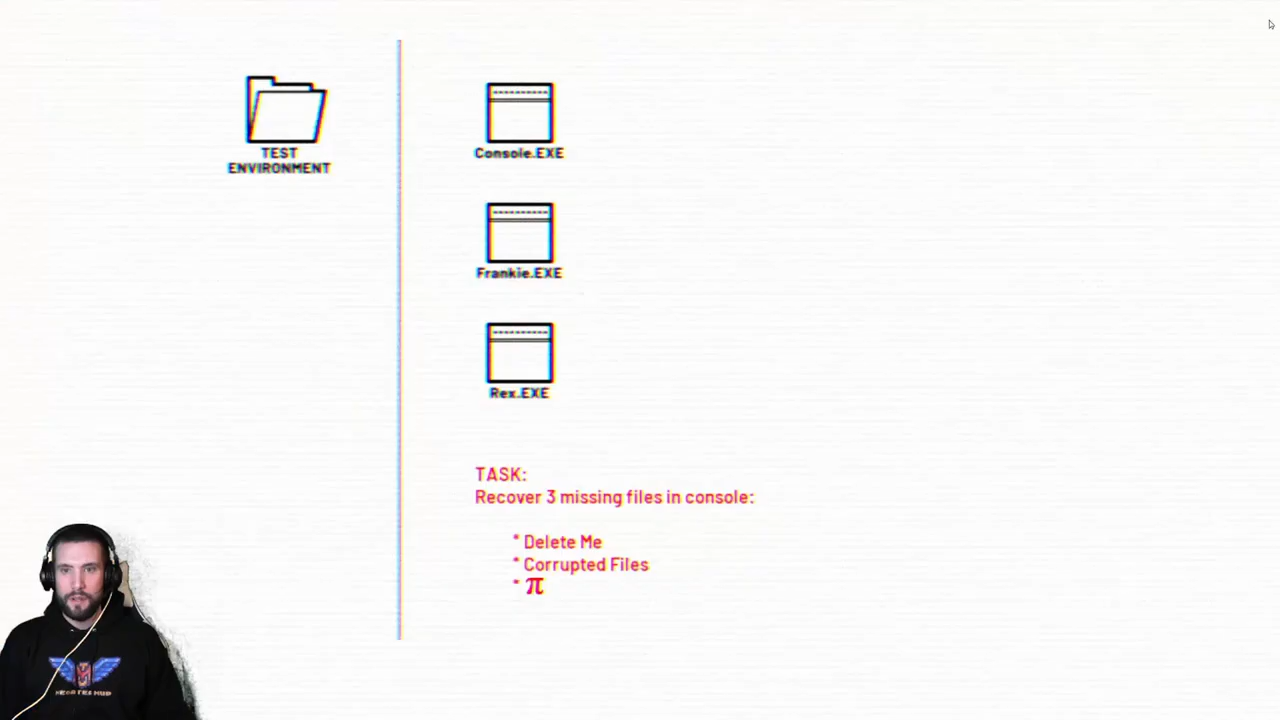 TEST
ENVIRONMENT
Console.EXE
Frankie.EXE
Rex.EXE
TASK:
Recover 3 missing files in console:
* Delete Me
* Corrupted Files
* π